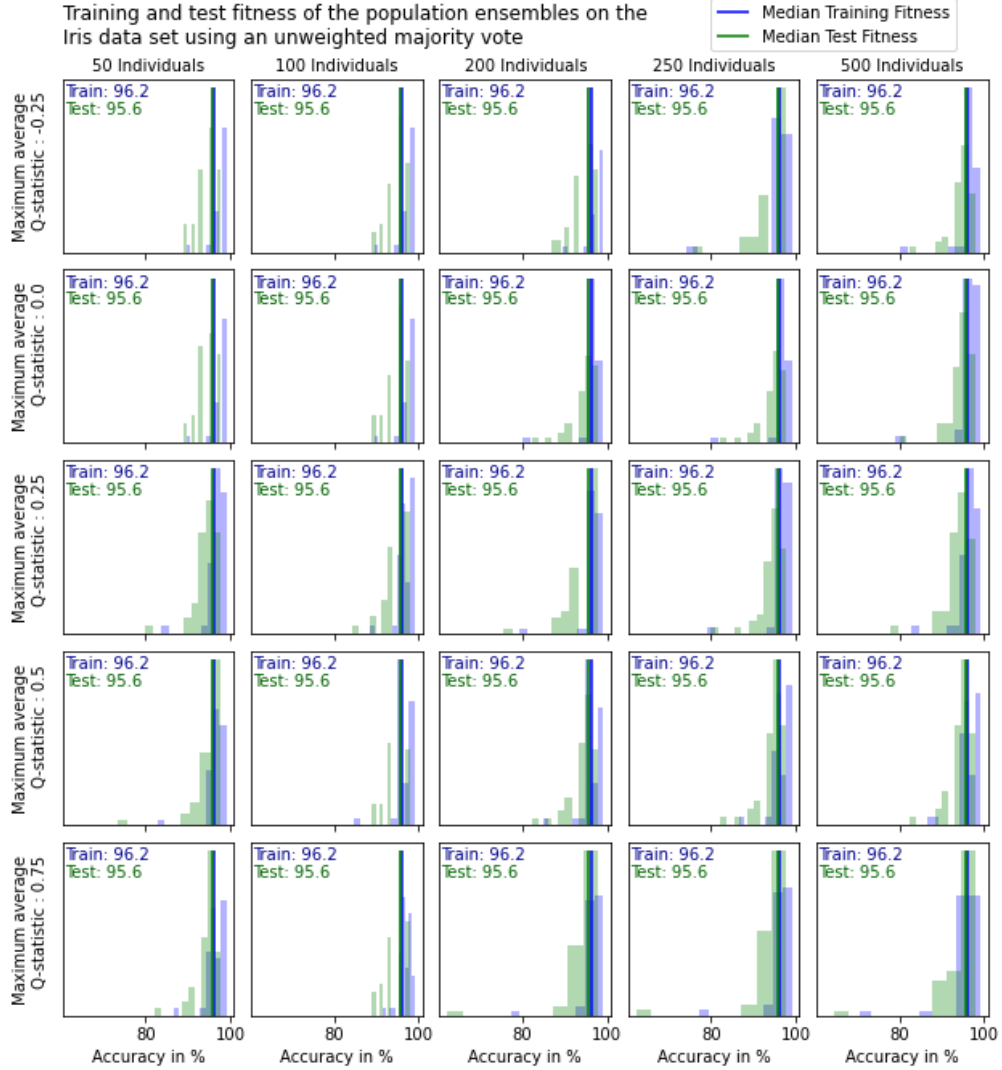 Training and test fitness of the population ensembles on the
Iris data set using an unweighted majority vote
Median Training Fitness
Median Test Fitness
50 Individuals
100 Individuals
200 Individuals
250 Individuals
500 Individuals
Maximum average
Q-statistic : -0.25
Train: 96.2
Test: 95.6
Train: 96.2
Test: 95.6
Train: 96.2
Test: 95.6
Train: 96.2
Test: 95.6
Train: 96.2
Test: 95.6
Maximum average
Q-statistic : 0.0
Train: 96.2
Test: 95.6
Train: 96.2
Test: 95.6
Train: 96.2
Test: 95.6
Train: 96.2
Test: 95.6
Train: 96.2
Test: 95.6
Maximum average
Q-statistic : 0.25
Train: 96.2
Test: 95.6
Train: 96.2
Test: 95.6
Train: 96.2
Test: 95.6
Train: 96.2
Test: 95.6
Train: 96.2
Test: 95.6
Maximum average
Q-statistic : 0.5
Train: 96.2
Test: 95.6
Train: 96.2
Test: 95.6
Train: 96.2
Test: 95.6
Train: 96.2
Test: 95.6
Train: 96.2
Test: 95.6
Maximum average
Q-statistic : 0.75
Train: 96.2
Test: 95.6
Train: 96.2
Test: 95.6
Train: 96.2
Test: 95.6
Train: 96.2
Test: 95.6
Train: 96.2
Test: 95.6
80 100
80 100
80 100
80 100
80 100
Accuracy in %
Accuracy in %
Accuracy in %
Accuracy in %
Accuracy in %